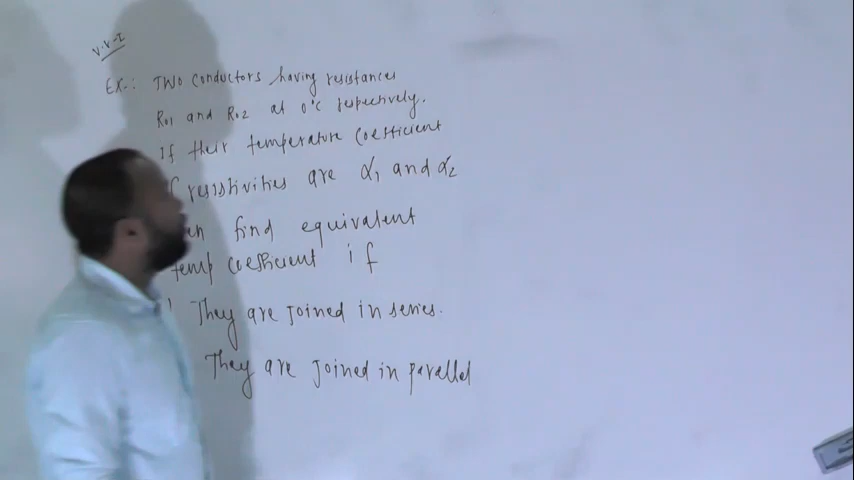 V.V-I
Ex.: Two conductors having resistances
R01 and R02 at 0°C respectively.
If their temperature coefficient
resistivities are α1 and α2
find equivalent
temp coefficient if
They are joined in series.
They are joined in parallel